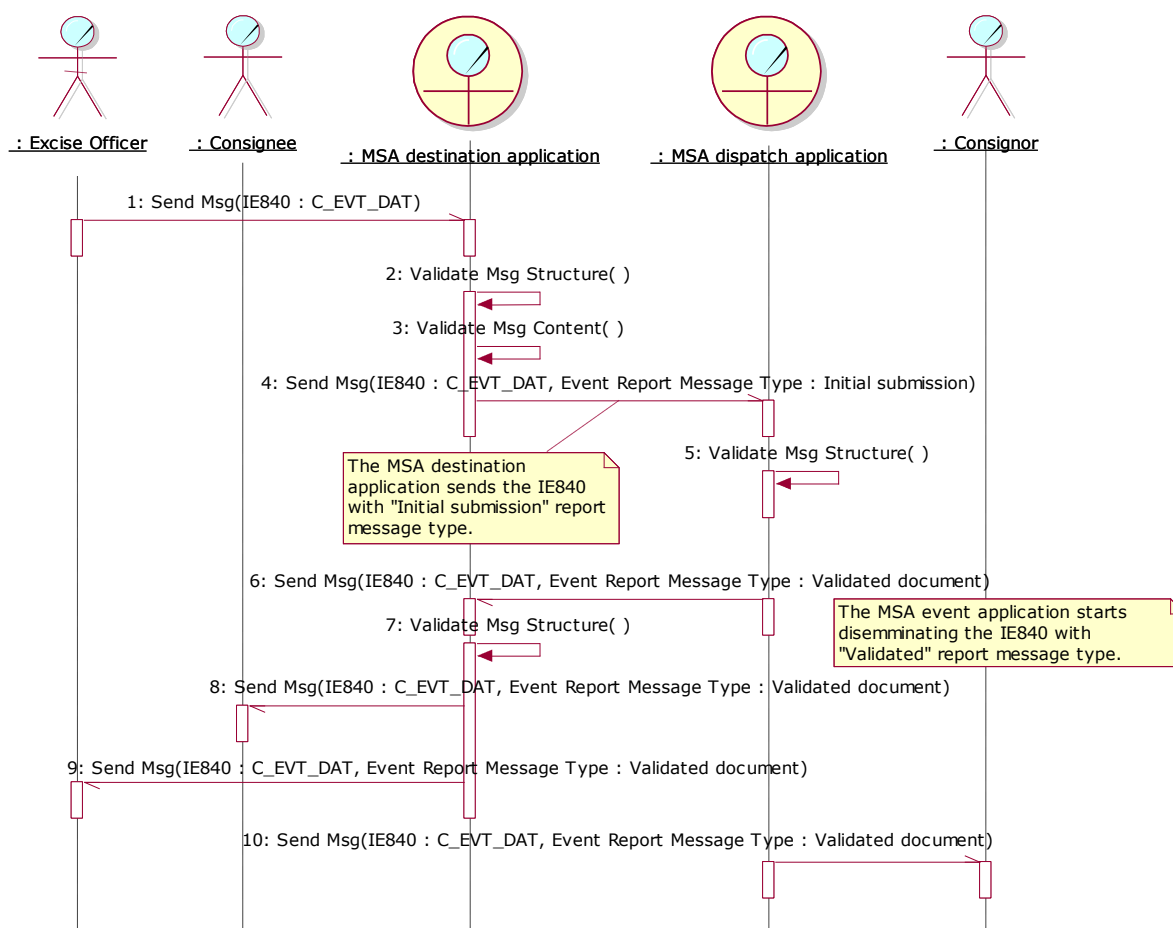 : Excise Officer
: Consignee
: MSA destination application
: MSA dispatch application
: Consignor
1: Send Msg(IE840 : C_EVT_DAT)
2: Validate Msg Structure( )
3: Validate Msg Content( )
4: Send Msg(IE840 : C_EVT_DAT, Event Report Message Type : Initial submission)
5: Validate Msg Structure( )
The MSA destination
application sends the IE840
with "Initial submission" report
message type.
6: Send Msg(IE840 : C_EVT_DAT, Event Report Message Type : Validated document)
The MSA event application starts
disemminating the IE840 with
"Validated" report message type.
7: Validate Msg Structure( )
8: Send Msg(IE840 : C_EVT_DAT, Event Report Message Type : Validated document)
9: Send Msg(IE840 : C_EVT_DAT, Event Report Message Type : Validated document)
10: Send Msg(IE840 : C_EVT_DAT, Event Report Message Type : Validated document)